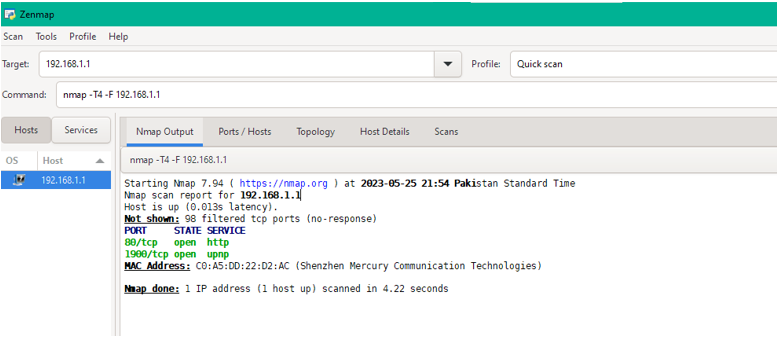 Zenmap
Scan Tools Profile Help
Target: 192.168.1.1 Profile: Quick scan
Command: nmap -T4 -F 192.168.1.1
Hosts Services Nmap Output Ports / Hosts Topology Host Details Scans
OS Host nmap -T4 -F 192.168.1.1
192.168.1.1
Starting Nmap 7.94 ( https://nmap.org ) at 2023-05-25 21:54 Pakistan Standard Time
Nmap scan report for 192.168.1.1
Host is up (0.013s latency).
Not shown: 98 filtered tcp ports (no-response)
PORT STATE SERVICE
80/tcp open http
1900/tcp open upnp
MAC Address: C0:A5:DD:22:D2:AC (Shenzhen Mercury Communication Technologies)
Nmap done: 1 IP address (1 host up) scanned in 4.22 seconds